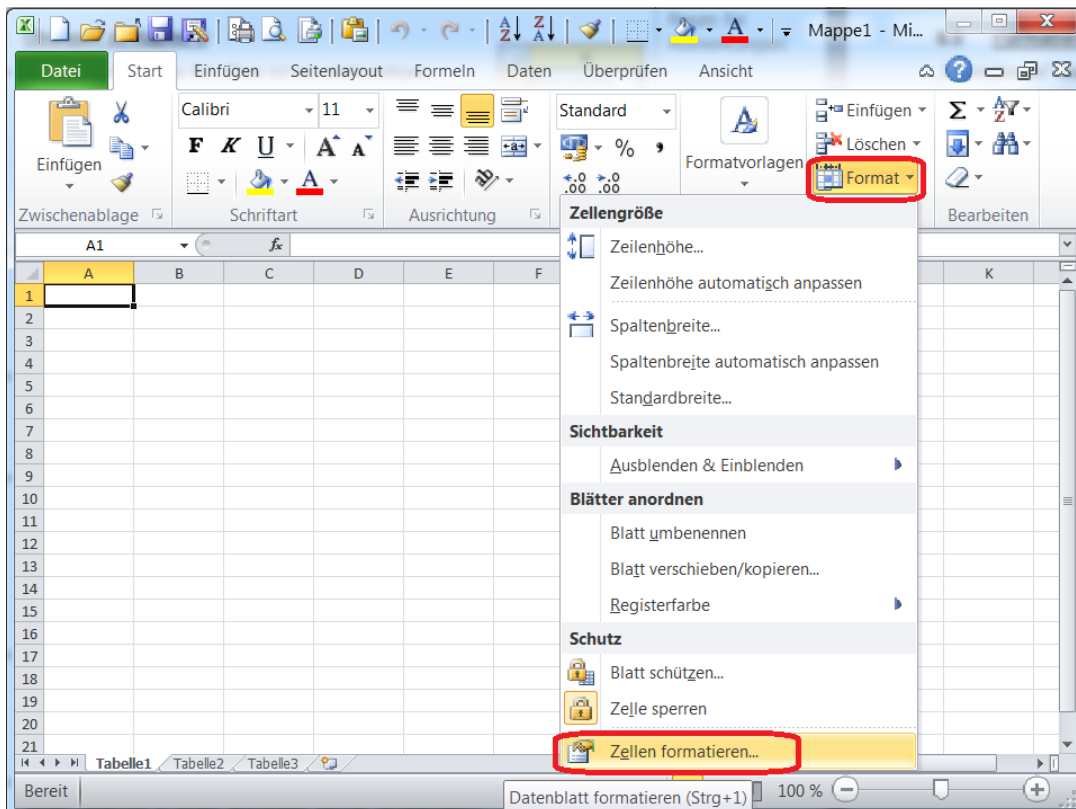 Mappe1 - Mi...
Datei Start Einfügen Seitenlayout Formeln Daten Überprüfen Ansicht
Calibri 11 Standard Einfügen
Löschen
F K U A A % Formatvorlagen
Einfügen Format
Zwischenablage Schriftart Ausrichtung Bearbeiten
A1 fx
A B C D E F K
Zellengröße
Zeilenhöhe...
Zeilenhöhe automatisch anpassen
Spaltenbreite...
Spaltenbreite automatisch anpassen
Standardbreite...
Sichtbarkeit
Ausblenden & Einblenden
Blätter anordnen
Blatt umbenennen
Blatt verschieben/kopieren...
Registerfarbe
Schutz
Blatt schützen...
Zelle sperren
Zellen formatieren...
1
2
3
4
5
6
7
8
9
10
11
12
13
14
15
16
17
18
19
20
21
Tabelle1 Tabelle2 Tabelle3
Bereit Datenblatt formatieren (Strg+1) 100 %